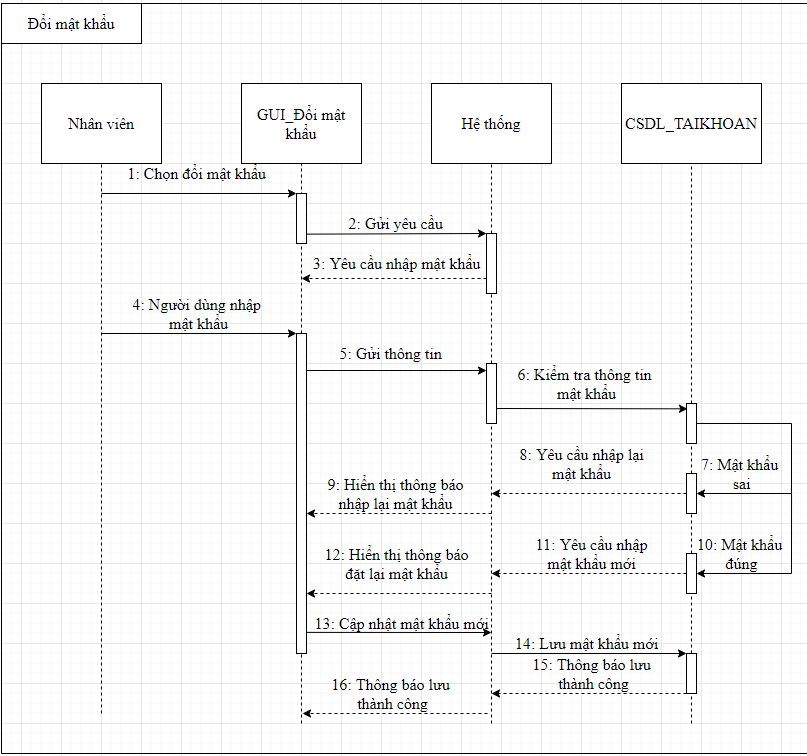 Đổi mật khẩu
Nhân viên
GUI_Đổi mật
khẩu
Hệ thống
CSDL_TAIKHOAN
1: Chọn đổi mật khẩu
2: Gửi yêu cầu
3: Yêu cầu nhập mật khẩu
4: Người dùng nhập
mật khẩu
5: Gửi thông tin
6: Kiểm tra thông tin
mật khẩu
7: Mật khẩu
sai
8: Yêu cầu nhập lại
mật khẩu
9: Hiển thị thông báo
nhập lại mật khẩu
10: Mật khẩu
đúng
11: Yêu cầu nhập
mật khẩu mới
12: Hiển thị thông báo
đặt lại mật khẩu
13: Cập nhật mật khẩu mới
14: Lưu mật khẩu mới
15: Thông báo lưu
thành công
16: Thông báo lưu
thành công